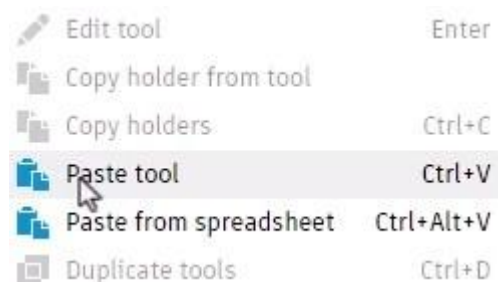 Edit tool Enter
Copy holder from tool
Copy holders Ctrl+C
Paste tool Ctrl+V
Paste from spreadsheet Ctrl+Alt+V
Duplicate tools Ctrl+D